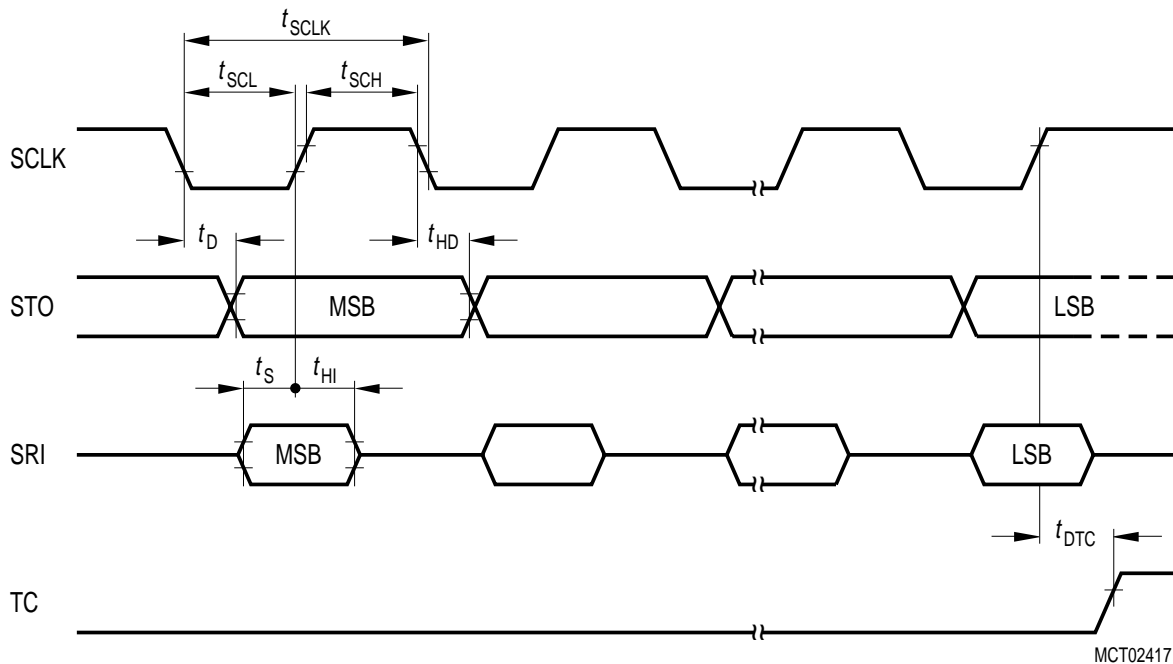 tSCLK
tSCL tSCH
SCLK
tD tHD
STO MSB LSB
tS tHI
SRI MSB LSB
tDTC
TC
MCT02417